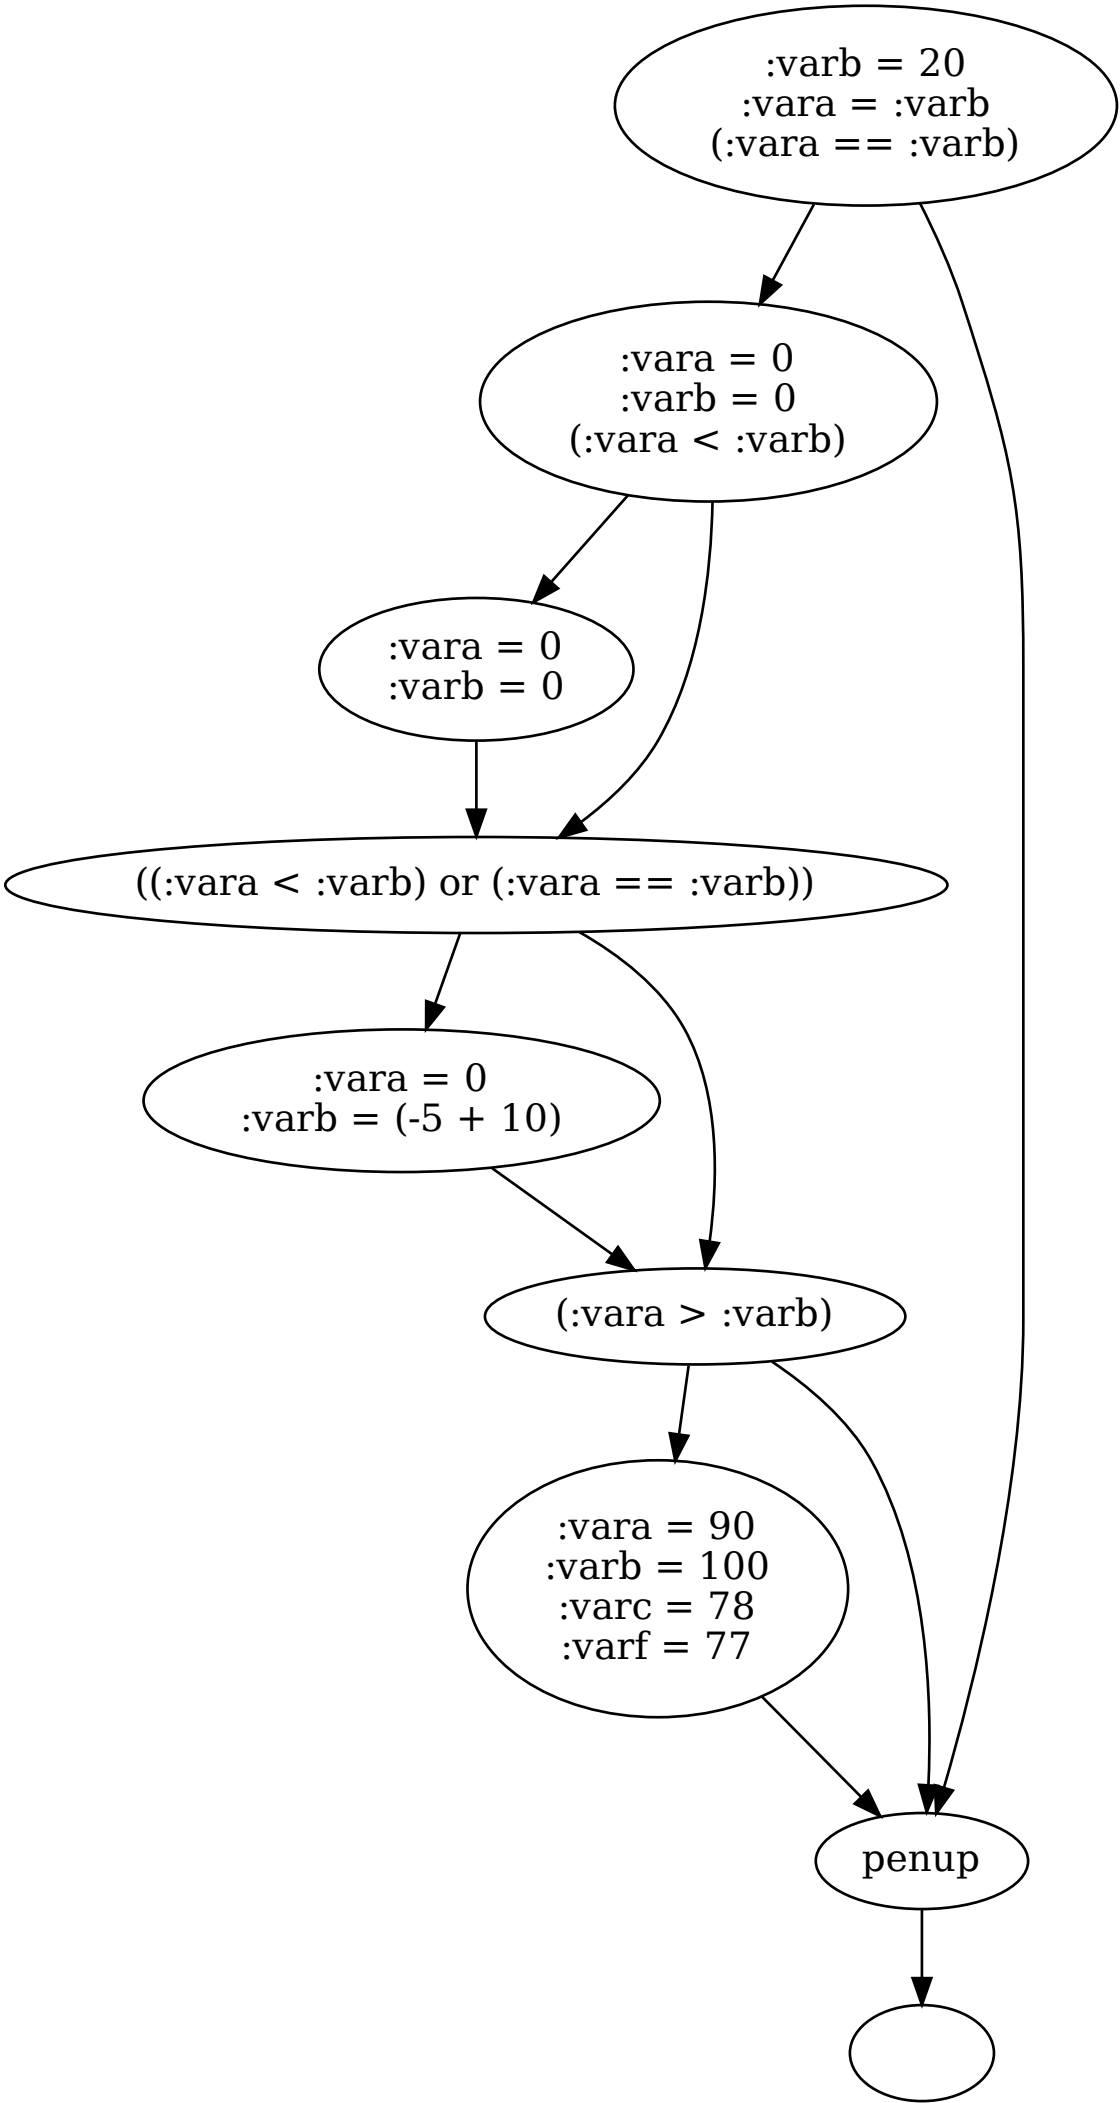 :varb = 20
:vara = :varb
(:vara == :varb)
:vara = 0
:varb = 0
(:vara < :varb)
:vara = 0
:varb = 0
((:vara < :varb) or (:vara == :varb))
:vara = 0
:varb = (-5 + 10)
(:vara > :varb)
:vara = 90
:varb = 100
:varc = 78
:varf = 77
penup